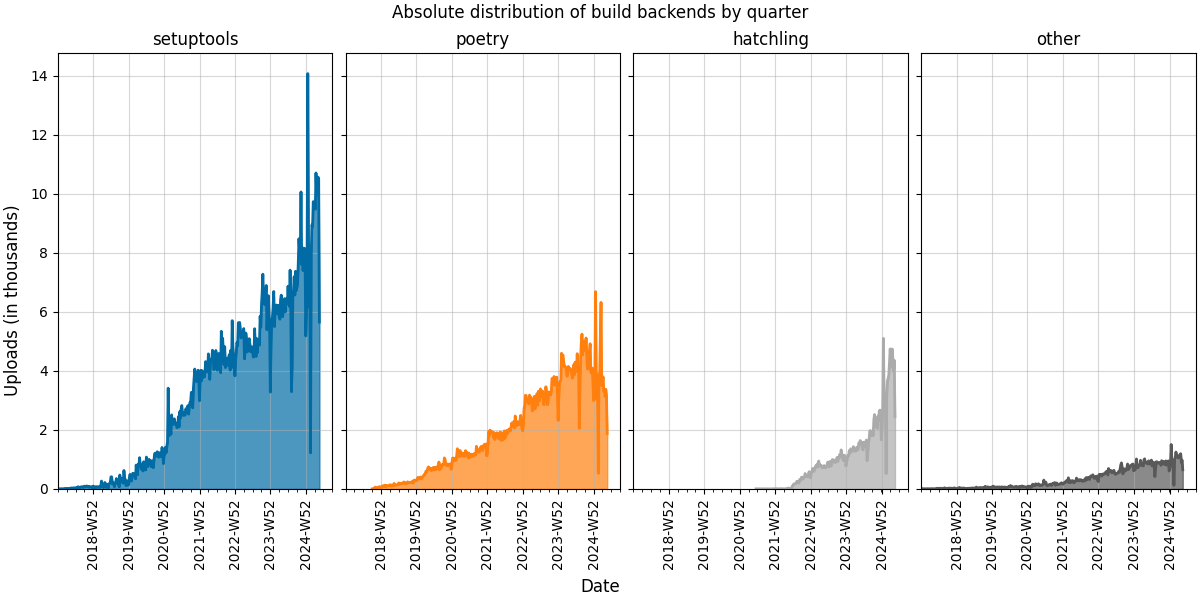 Absolute distribution of build backends by quarter
setuptools
poetry
hatchling
other
Uploads (in thousands)
14
12
10
8
6
4
2
0
2018-W52
2019-W52
2020-W52
2021-W52
2022-W52
2023-W52
2024-W52
2018-W52
2019-W52
2020-W52
2021-W52
2022-W52
2023-W52
2024-W52
2018-W52
2019-W52
2020-W52
2021-W52
2022-W52
2023-W52
2024-W52
2018-W52
2019-W52
2020-W52
2021-W52
2022-W52
2023-W52
2024-W52
Date